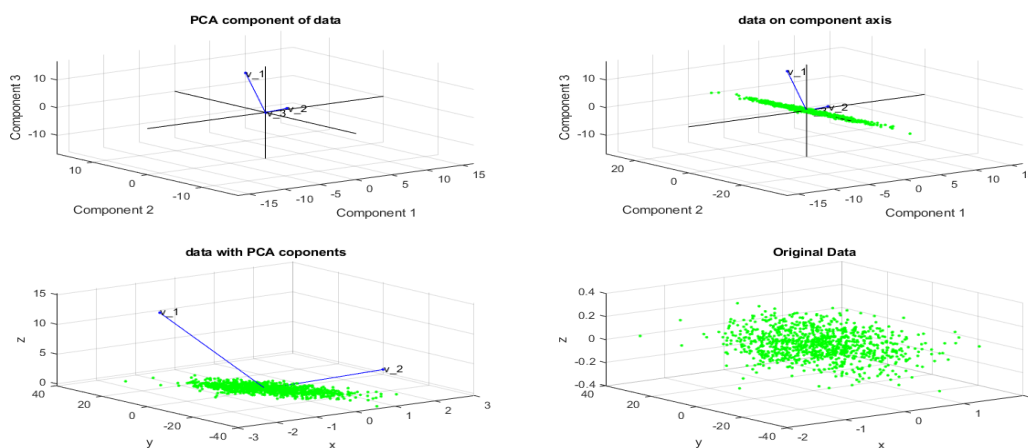 PCA component of data
Component 3
10
0
-10
v_1
v_2
v_3
10
0
-10
Component 2
-15
-10
-5
0
5
10
15
Component 1
data on component axis
Component 3
10
0
-10
v_1
v_2
20
0
-20
Component 2
-15
-10
-5
0
5
10
1
Component 1
data with PCA coponents
z
15
10
5
0
v_1
v_2
40
20
0
-20
-40
y
-3
-2
-1
0
1
2
3
x
Original Data
z
0.4
0.2
0
-0.2
-0.4
40
20
0
-20
-40
y
-2
-1
0
1
x